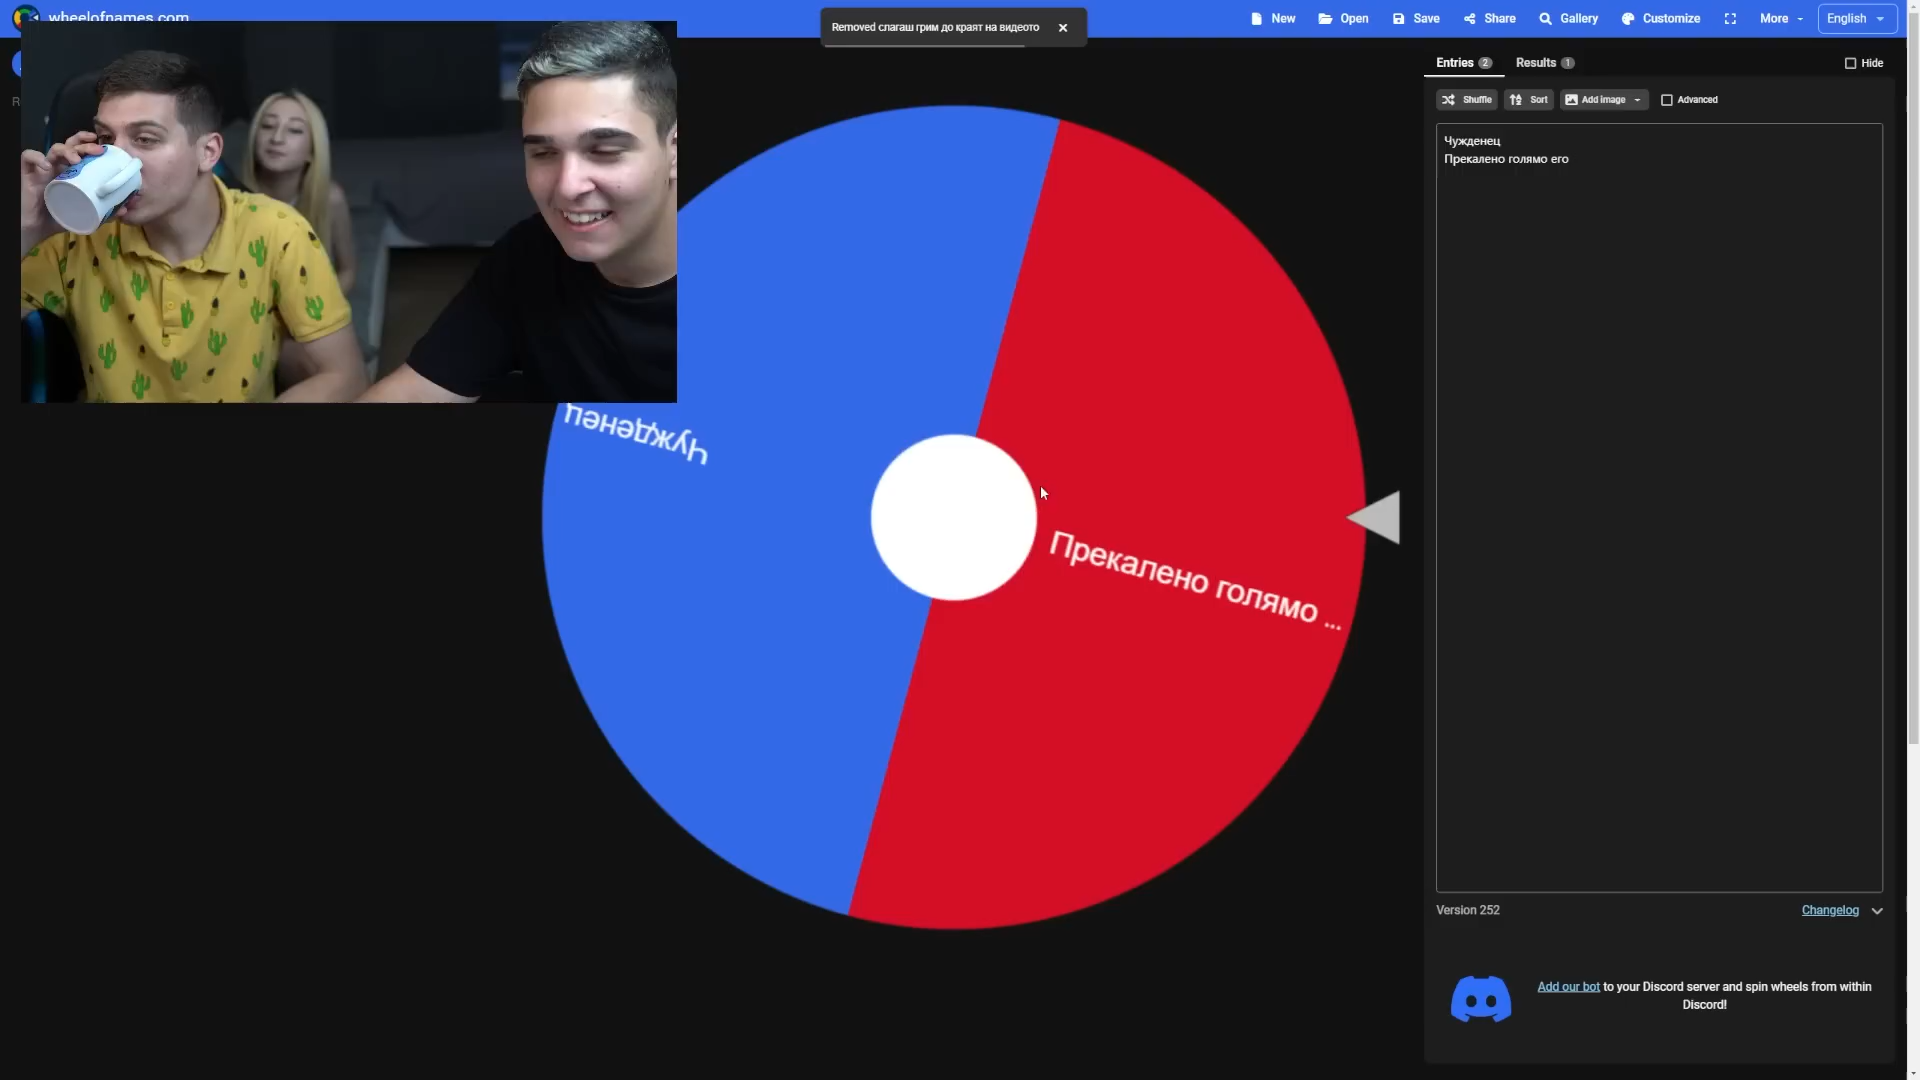 wheelofnames.com
Removed слагаш грим до краят на видеото
New
Open
Save
Share
Gallery
Customize
More
English
Entries 2
Results 1
Hide
Shuffle
Sort
Add image
Advanced
Чужденец
Прекалено голямо его
Чужденец
Прекалено голямо ...
Version 252
Changelog
Add our bot to your Discord server and spin wheels from within
Discord!